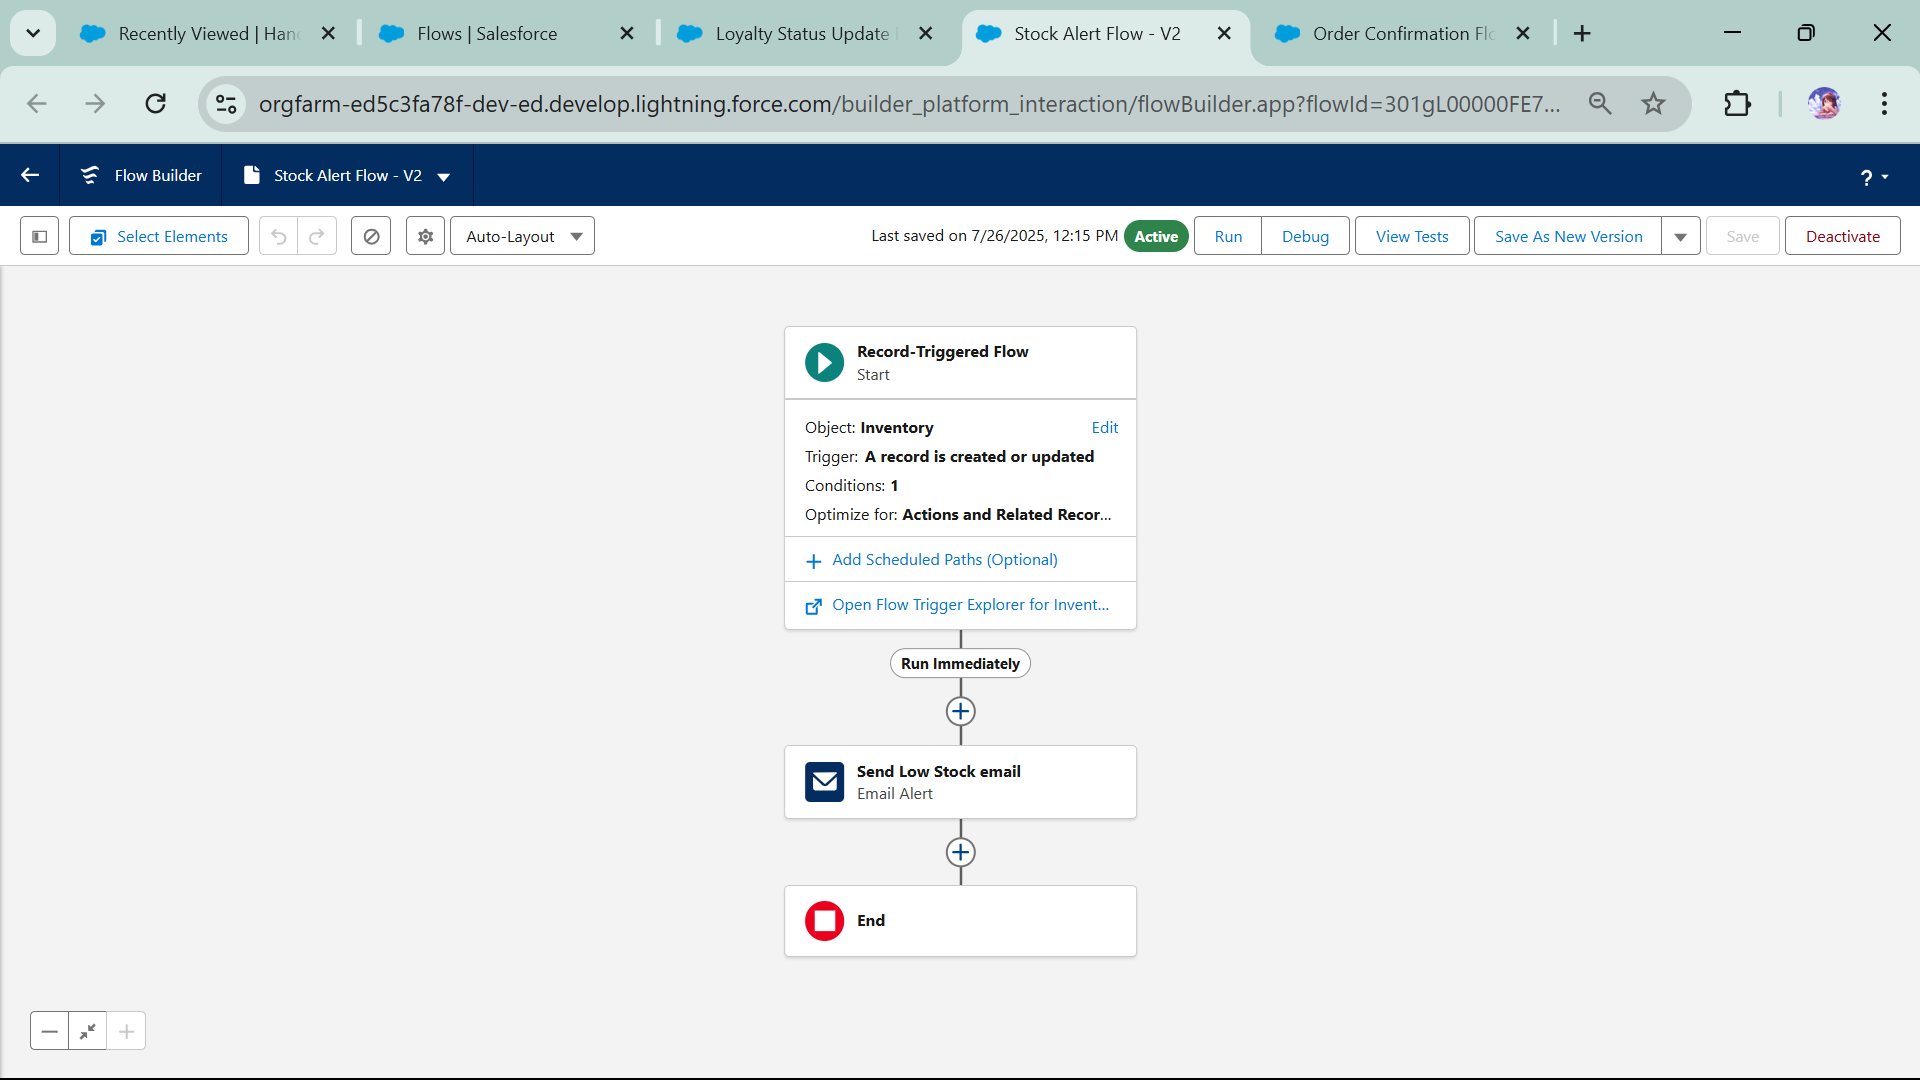 Recently Viewed | Han
Flows | Salesforce
Loyalty Status Update
Stock Alert Flow - V2
Order Confirmation Flo
orgfarm-ed5c3fa78f-dev-ed.develop.lightning.force.com/builder_platform_interaction/flowBuilder.app?flowId=301gL00000FE7...
Flow Builder
Stock Alert Flow - V2
?
Select Elements
Auto-Layout
Last saved on 7/26/2025, 12:15 PM
Active
Run
Debug
View Tests
Save As New Version
Save
Deactivate
Record-Triggered Flow
Start
Object: Inventory
Edit
Trigger: A record is created or updated
Conditions: 1
Optimize for: Actions and Related Recor...
Add Scheduled Paths (Optional)
Open Flow Trigger Explorer for Invent...
Run Immediately
Send Low Stock email
Email Alert
End